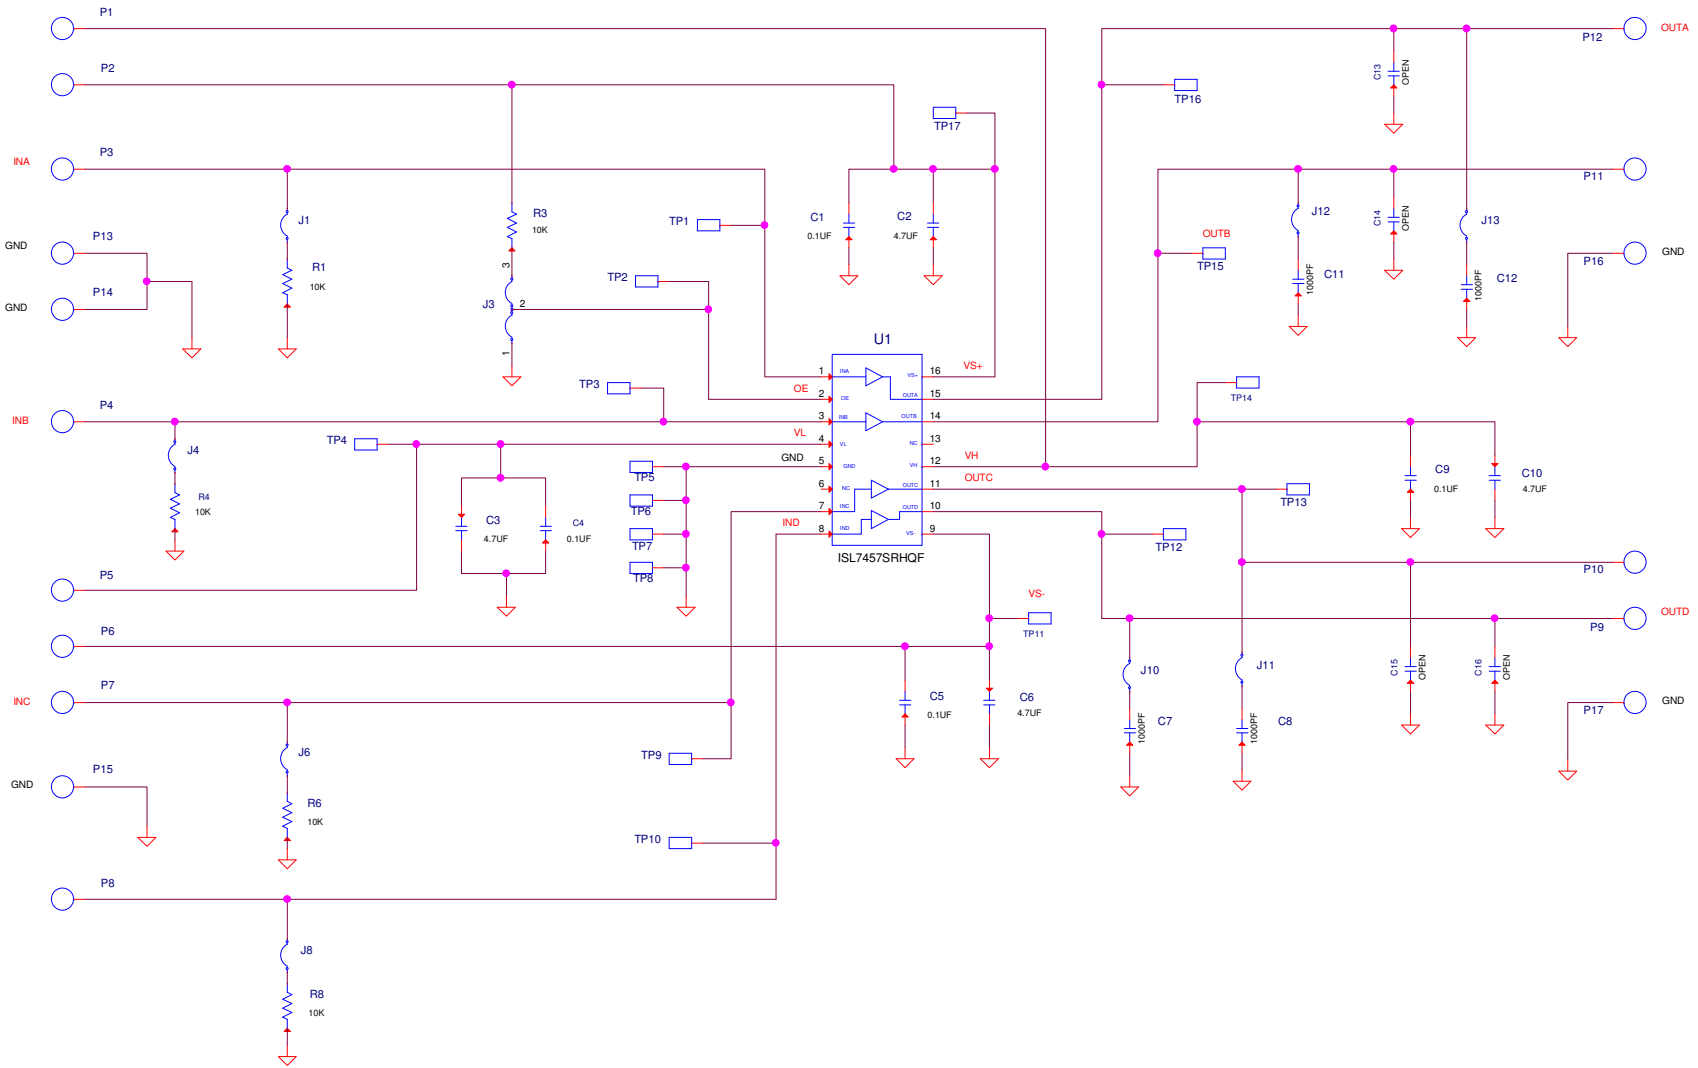 P1
P12
OUTA
P2
C13
OPEN
TP16
TP17
INA
P3
P11
J1
R3
10K
TP1
C1
0.1UF
C2
4.7UF
J12
C14
OPEN
J13
OUTB
TP15
GND
P13
P16
GND
R1
10K
3
TP2
C11
1000PF
C12
1000PF
GND
P14
J3
2
1
U1
1
INA
VS+
16
VS+
OE
2
OE
OUTA
15
TP3
TP14
INB
P4
3
INB
OUTB
14
VL
4
VL
NC
13
TP4
J4
GND
5
GND
VH
12
VH
TP5
6
NC
OUTC
11
OUTC
R4
10K
TP6
7
INC
OUTD
10
TP13
C9
0.1UF
C10
4.7UF
C3
4.7UF
C4
0.1UF
IND
8
IND
VS-
9
TP7
TP12
ISL7457SRHQF
TP8
P5
P10
VS-
OUTD
P6
TP11
P9
J10
J11
C15
OPEN
C16
OPEN
INC
P7
C5
0.1UF
C6
4.7UF
P17
GND
C7
1000PF
C8
1000PF
J6
TP9
GND
P15
R6
10K
TP10
P8
J8
R8
10K